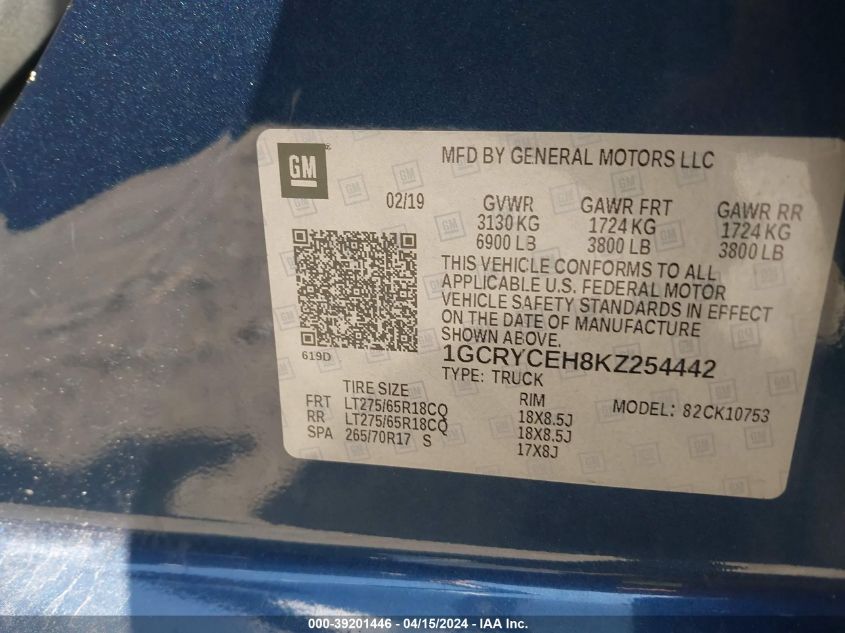 GM
MFD BY GENERAL MOTORS LLC
02/19
GVWR GAWR FRT GAWR RR
3130 KG 1724 KG 1724 KG
6900 LB 3800 LB 3800 LB
THIS VEHICLE CONFORMS TO ALL
APPLICABLE U.S. FEDERAL MOTOR
VEHICLE SAFETY STANDARDS IN EFFECT
ON THE DATE OF MANUFACTURE
SHOWN ABOVE.
619D
1GCRYCEH8KZ254442
TYPE: TRUCK
TIRE SIZE RIM
FRT LT275/65R18CQ 18X8.5J
RR LT275/65R18CQ 18X8.5J
SPA 265/70R17 S 17X8J
MODEL: 82CK10753
000-39201446 - 04/15/2024 - IAA Inc.